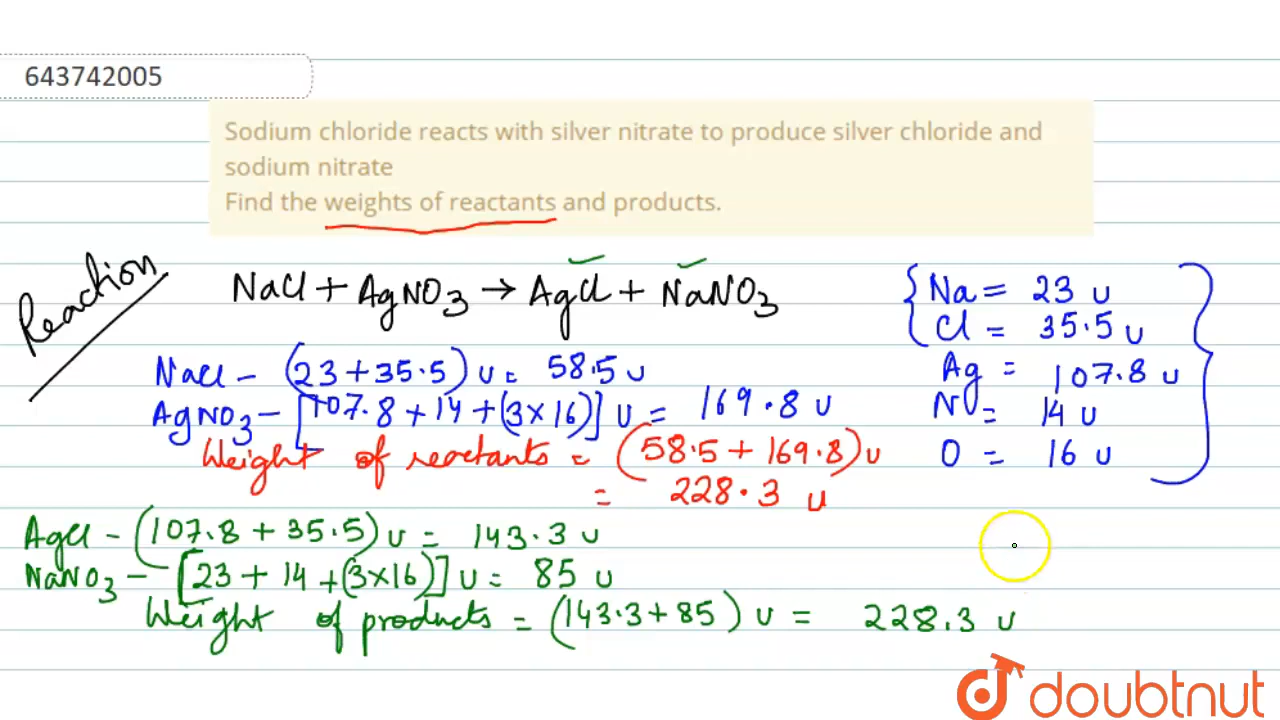 643742005
Sodium chloride reacts with silver nitrate to produce silver chloride and
sodium nitrate
Find the weights of reactants and products.
Reaction
NaCl + AgNO3 → AgCl + NaNO3
NaCl – (23+35.5) u = 58.5 u
AgNO3 – [107.8 + 14 + (3×16)] u = 169.8 u
Weight of reactants = (58.5 + 169.8) u
= 228.3 u
Na = 23 u
Cl = 35.5 u
Ag = 107.8 u
N = 14 u
O = 16 u
AgCl – (107.8 + 35.5) u = 143.3 u
NaNO3 – [23 + 14 + (3×16)] u = 85 u
Weight of products = (143.3 + 85) u = 228.3 u
doubtnut